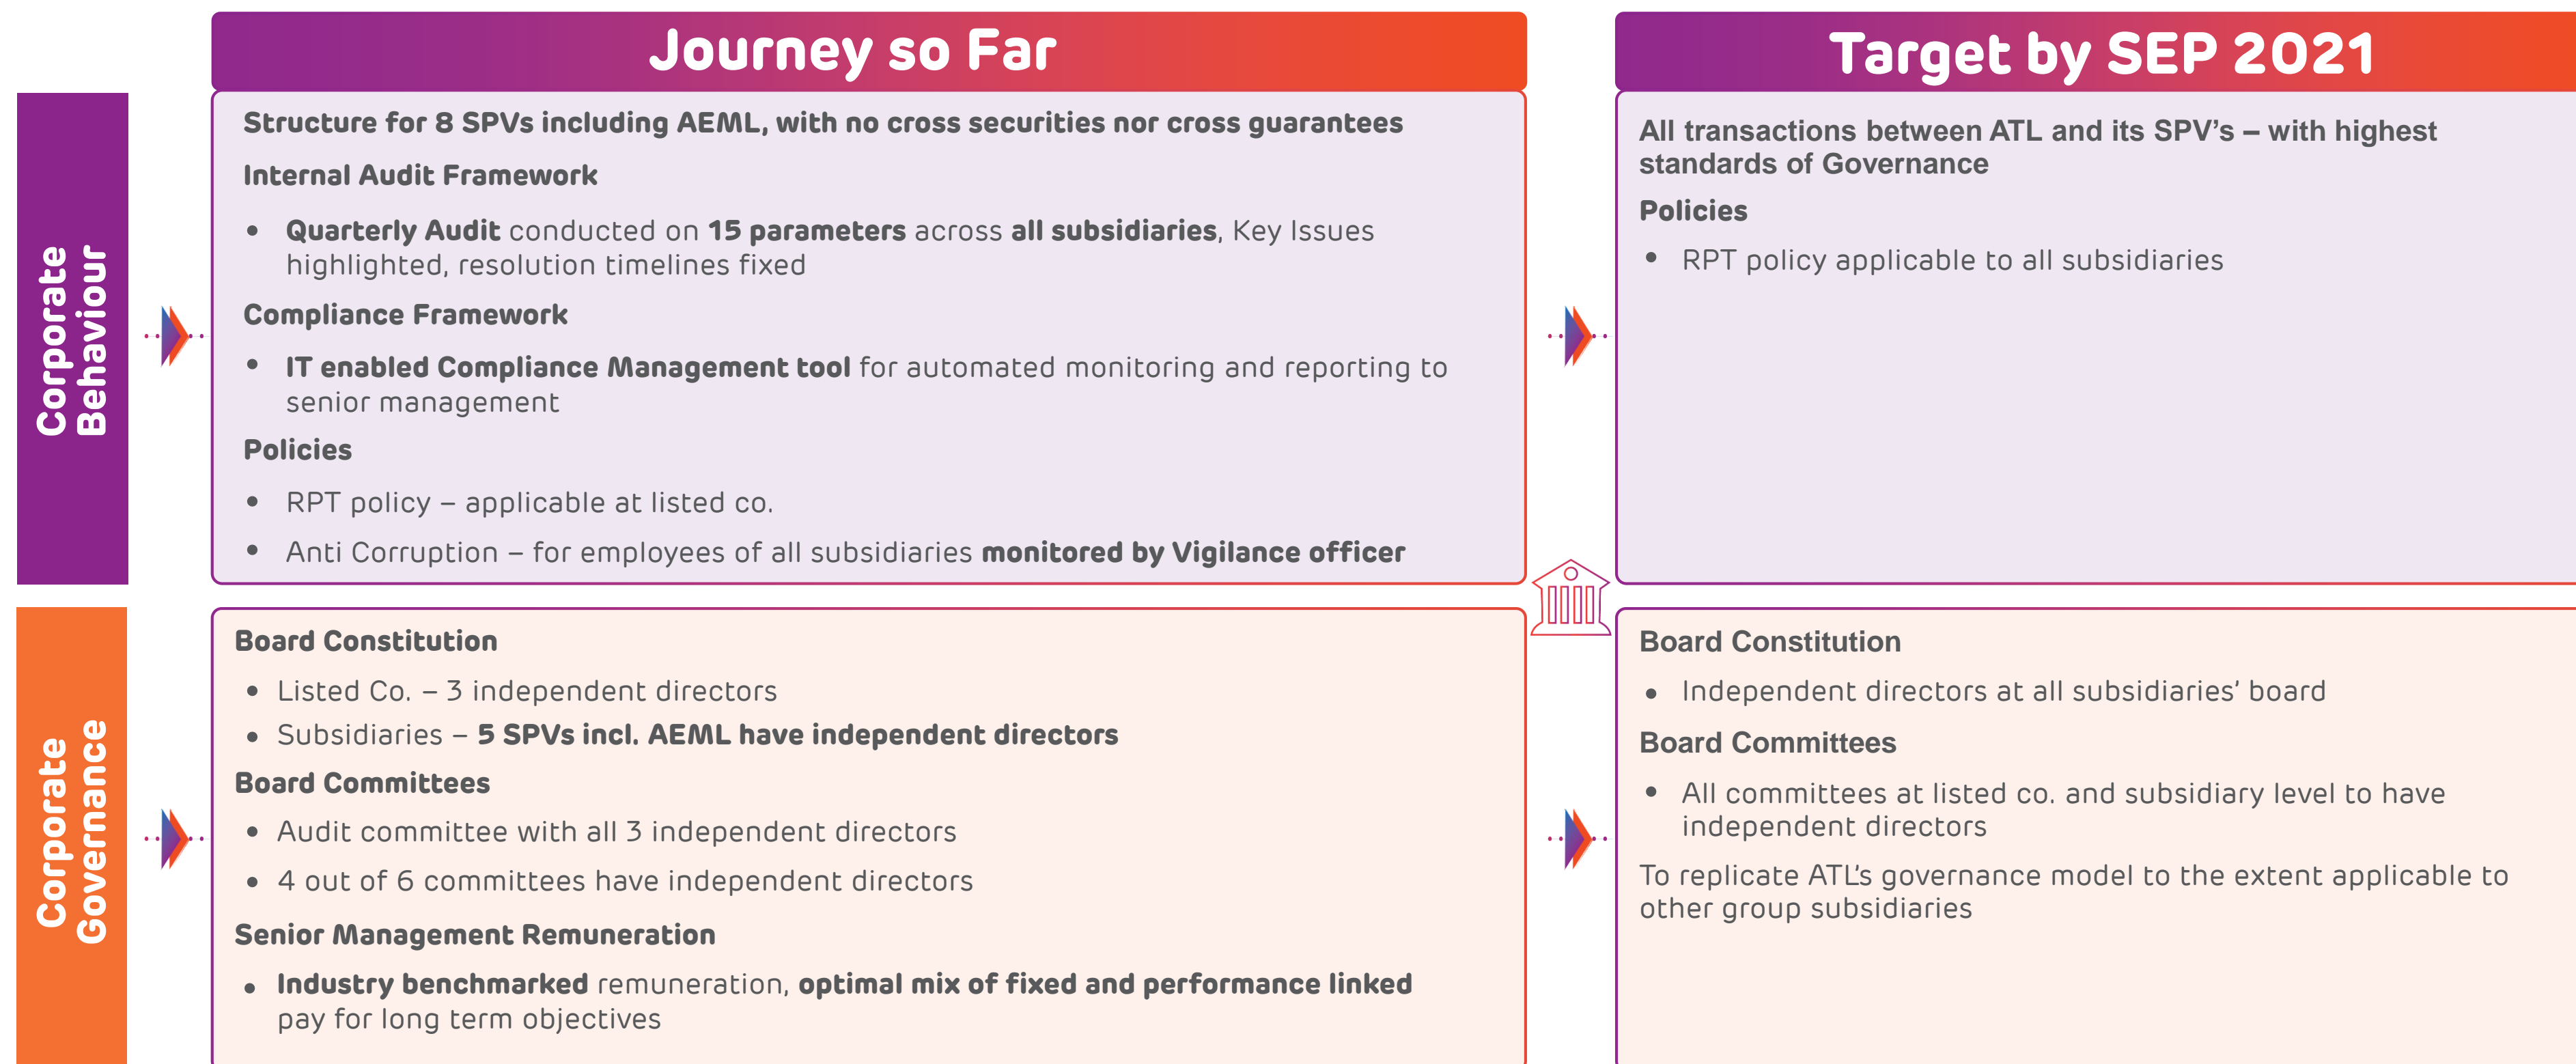 Journey so Far
Target by SEP 2021
Corporate
Behaviour
Structure for 8 SPVs including AEML, with no cross securities nor cross guarantees
Internal Audit Framework
• Quarterly Audit conducted on 15 parameters across all subsidiaries, Key Issues
highlighted, resolution timelines fixed
Compliance Framework
• IT enabled Compliance Management tool for automated monitoring and reporting to
senior management
Policies
• RPT policy – applicable at listed co.
• Anti Corruption – for employees of all subsidiaries monitored by Vigilance officer
All transactions between ATL and its SPV’s – with highest
standards of Governance
Policies
• RPT policy applicable to all subsidiaries
Corporate
Governance
Board Constitution
• Listed Co. – 3 independent directors
• Subsidiaries – 5 SPVs incl. AEML have independent directors
Board Committees
• Audit committee with all 3 independent directors
• 4 out of 6 committees have independent directors
Senior Management Remuneration
• Industry benchmarked remuneration, optimal mix of fixed and performance linked
pay for long term objectives
Board Constitution
• Independent directors at all subsidiaries’ board
Board Committees
• All committees at listed co. and subsidiary level to have
independent directors
To replicate ATL’s governance model to the extent applicable to
other group subsidiaries